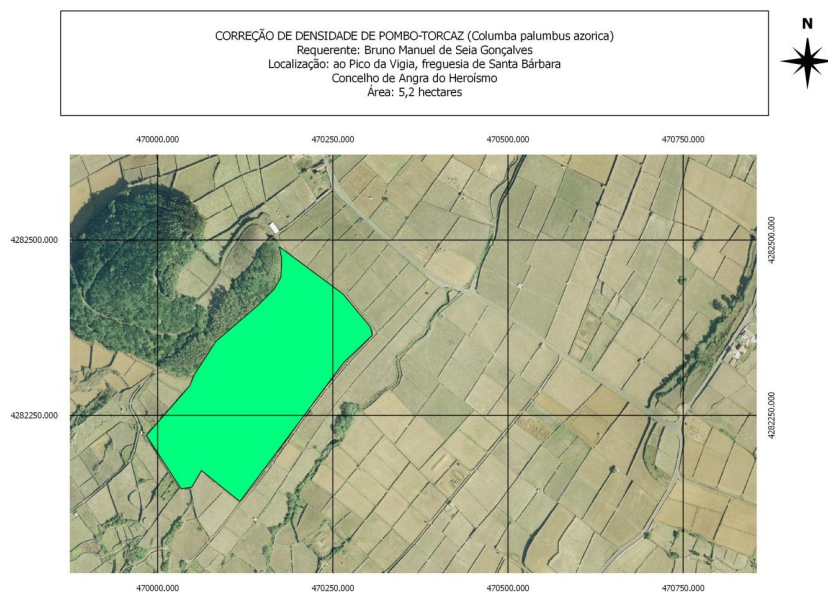 CORREÇÃO DE DENSIDADE DE POMBO-TORCAZ (Columba palumbus azorica)
Requerente: Bruno Manuel de Seia Gonçalves
Localização: ao Pico da Vigia, freguesia de Santa Bárbara
Concelho de Angra do Heroísmo
Área: 5,2 hectares
N
470000.000 470250.000 470500.000 470750.000
4282500.000 4282500.000
4282250.000 4282250.000
470000.000 470250.000 470500.000 470750.000